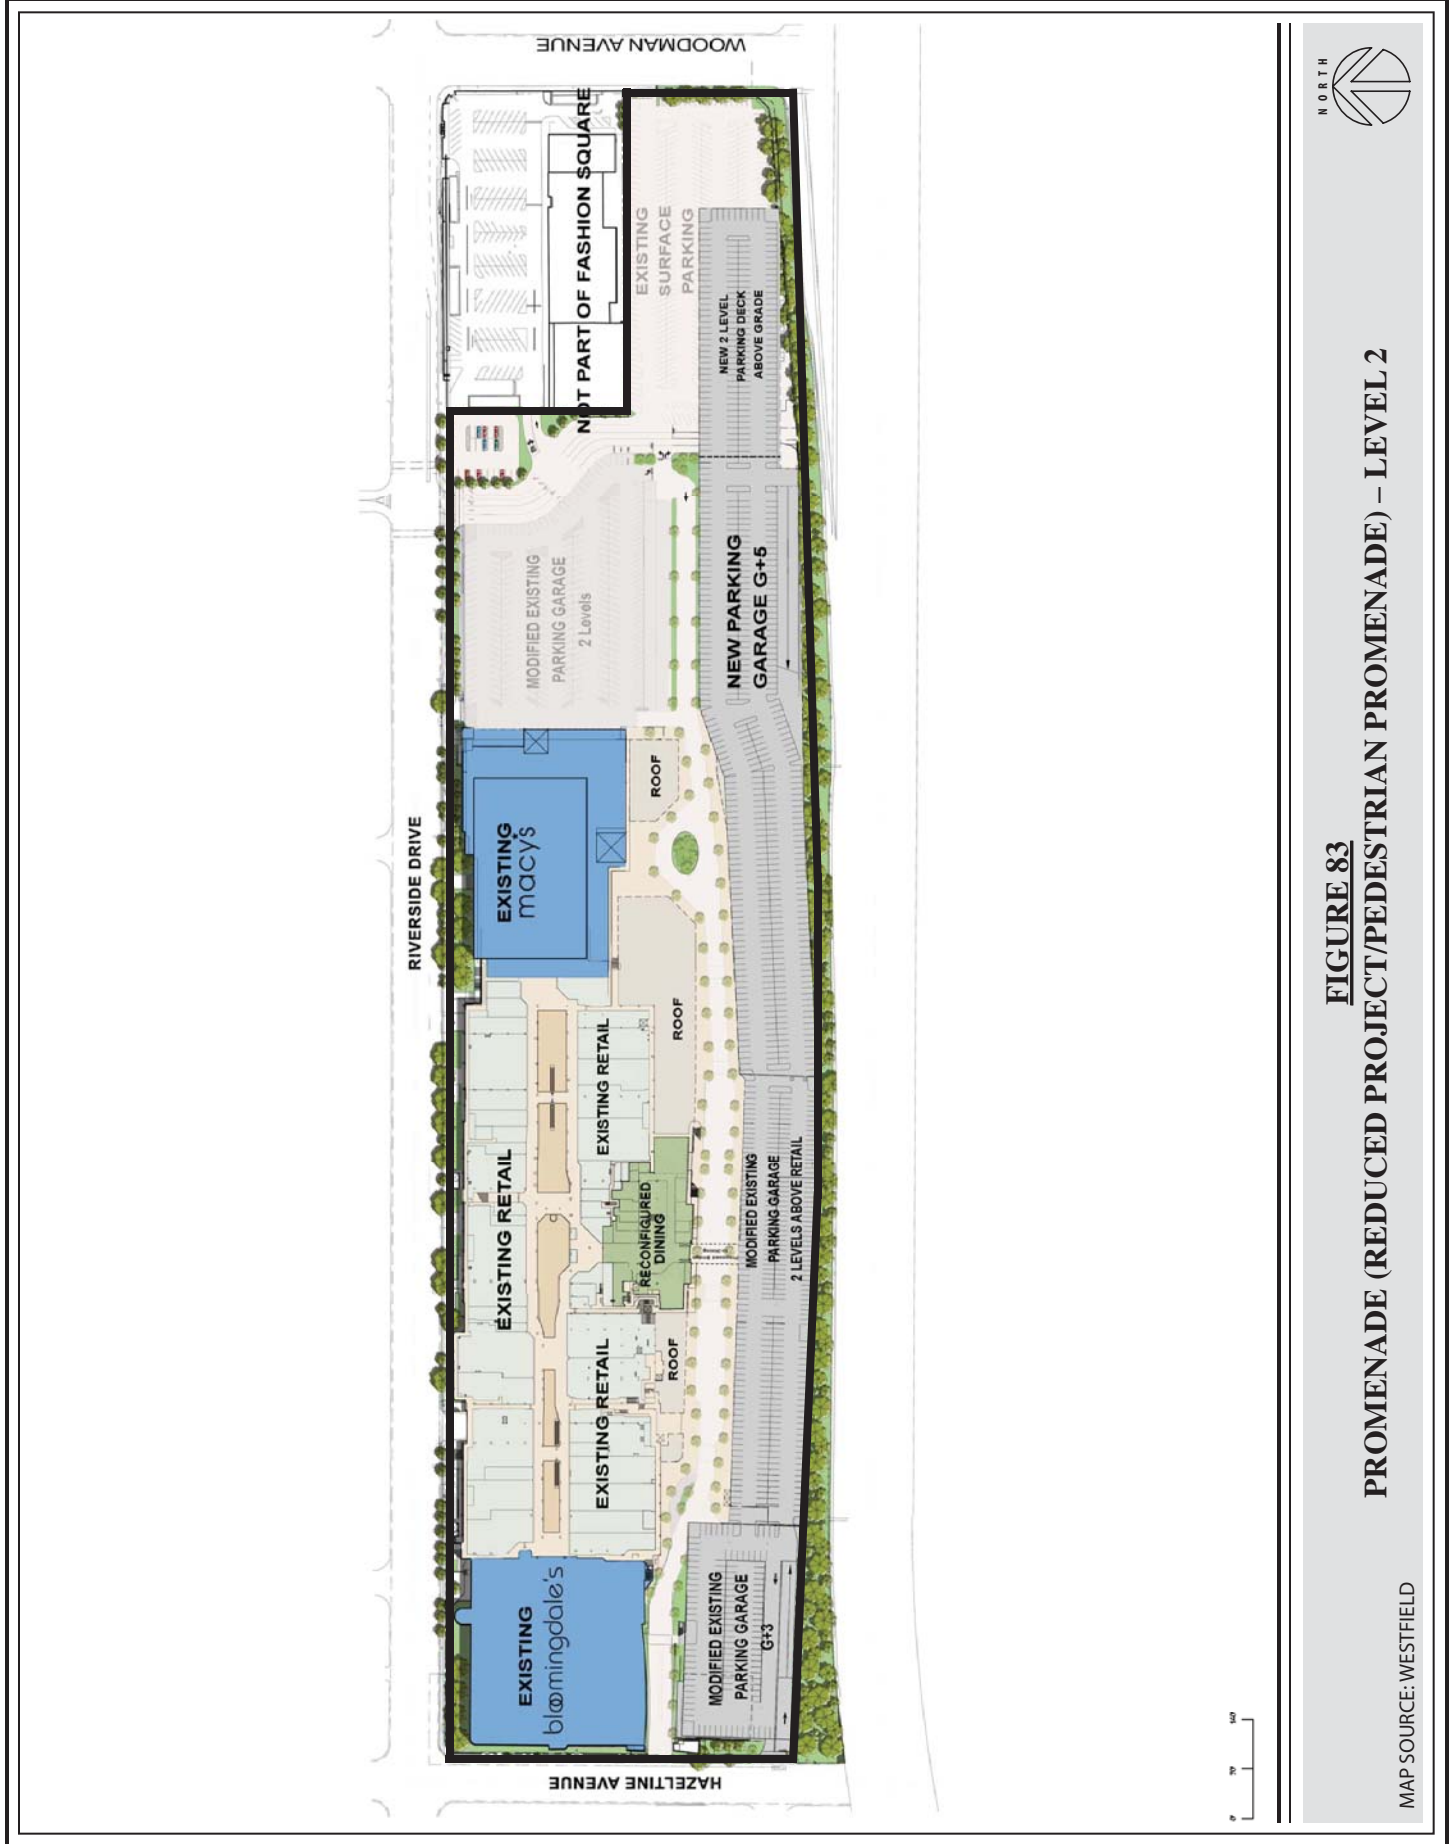 WOODMAN AVENUE
NOT PART OF FASHION SQUARE
EXISTING
SURFACE
PARKING
NEW 2 LEVEL
PARKING DECK
ABOVE GRADE
MODIFIED EXISTING
PARKING GARAGE
2 Levels
NEW PARKING
GARAGE G+5
RIVERSIDE DRIVE
EXISTING
macy's
ROOF
ROOF
EXISTING RETAIL
EXISTING RETAIL
RECONFIGURED
DINING
MODIFIED EXISTING
PARKING GARAGE
2 LEVELS ABOVE RETAIL
ROOF
EXISTING RETAIL
EXISTING
bloomingdale's
MODIFIED EXISTING
PARKING GARAGE
G+3
HAZELTINE AVENUE
NORTH
FIGURE 83
PROMENADE (REDUCED PROJECT/PEDESTRIAN PROMENADE) – LEVEL 2
MAP SOURCE: WESTFIELD